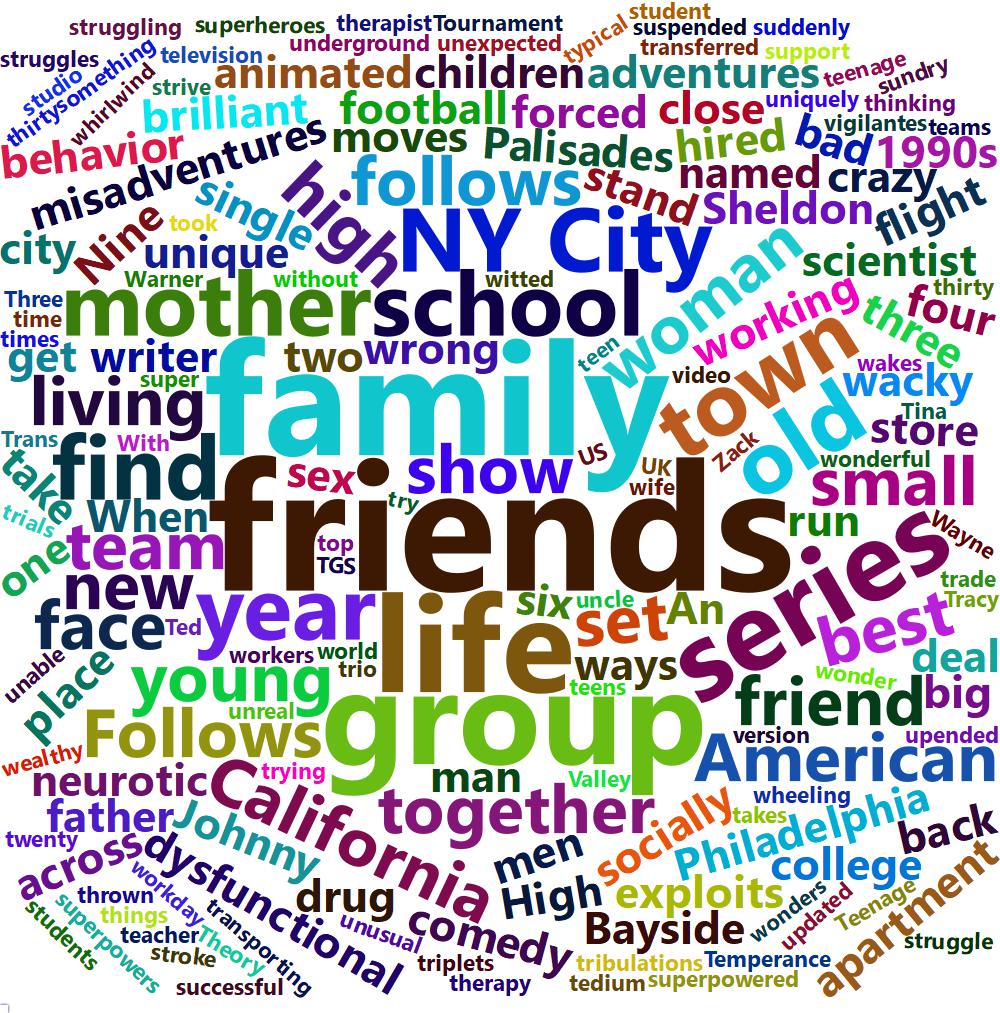 struggling superheroes therapist Tournament student
underground unexpected typical suspended suddenly
struggles television transferred support
studio thirtysomething whirlwind strive animated children adventures teenage sundry
brilliant football forced close uniquely thinking
behavior misadventures moves Palisades hired bad vigilantes teams 1990s
follows stand named crazy
high single Sheldon flight
Nine took NY City
city unique woman scientist
Warner without witted
Three mother school working three four thirty
time
times
get writer two wrong teen wakes
super family video town wacky
living Tina
Trans With US UK Zack old store
find sex show wife wonderful
take try friends small
trials When run Wayne
one team top series
new TGS trade
year life six uncle An Tracy
face Ted set best
unable workers world ways deal
place young trio teens wonder
unreal group friend big
Follows version upended
wealthy American
neurotic trying man Valley
California wheeling
father Johnny together socially takes Philadelphia
twenty back
across dysfunctional men college apartment
thrown workday drug High exploits
things transporting comedy Bayside wonders updated Teenage
students superpowers teacher Theory unusual struggle
stroke triplets tribulations Temperance
successful therapy tedium superpowered